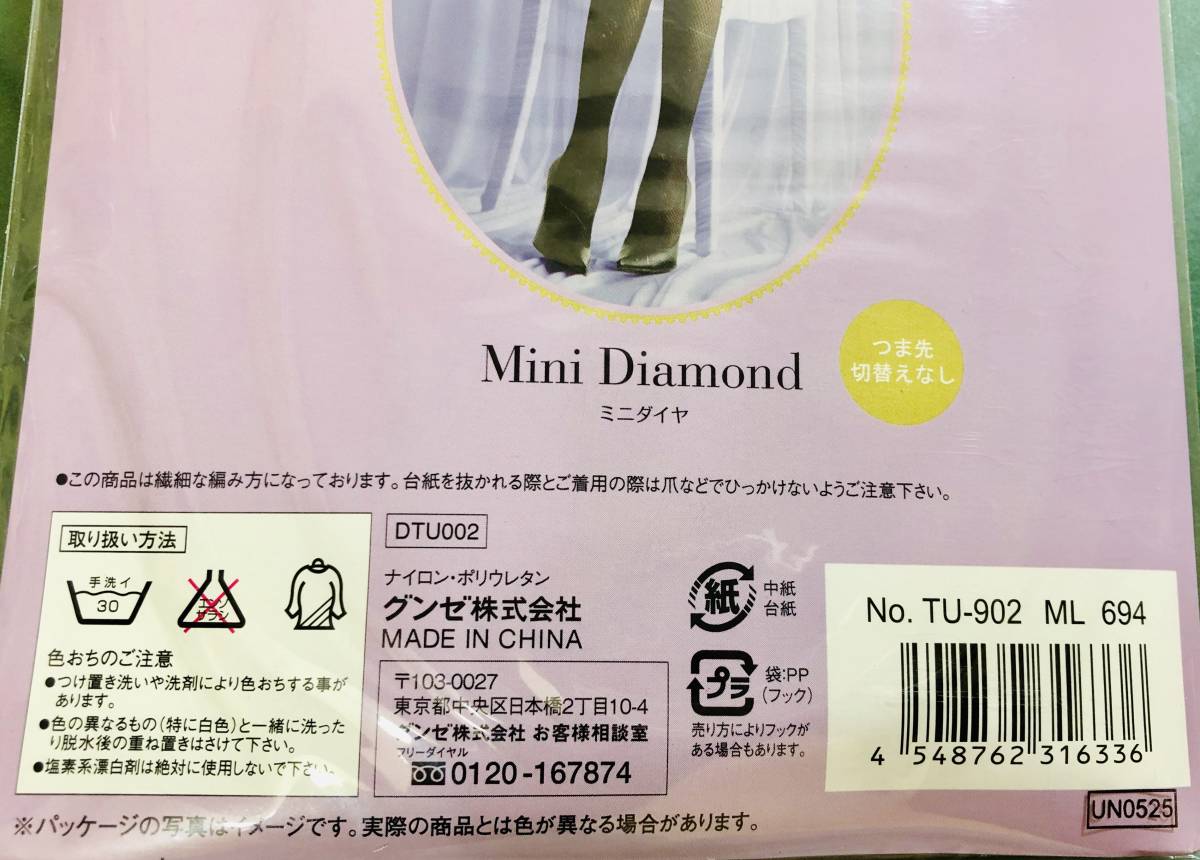 Mini Diamond
ミニダイヤ
つま先
切替えなし
●この商品は繊細な編み方になっております。台紙を抜かれる際とご着用の際は爪などでひっかけないようご注意下さい。
取り扱い方法
手洗イ
30
エンソ
サラシ
色おちのご注意
●つけ置き洗いや洗剤により色おちする事が
あります。
●色の異なるもの(特に白色)と一緒に洗った
り脱水後の重ね置きはさけて下さい。
●塩素系漂白剤は絶対に使用しないで下さい。
DTU002
ナイロン・ポリウレタン
グンゼ株式会社
MADE IN CHINA
〒103-0027
東京都中央区日本橋2丁目10-4
グンゼ株式会社 お客様相談室
フリーダイヤル
0120-167874
紙
中紙
台紙
プラ
袋:PP
(フック)
売り方によりフックが
ある場合もあります。
No. TU-902 ML 694
4 548762 316336
UN0525
※パッケージの写真はイメージです。実際の商品とは色が異なる場合があります。